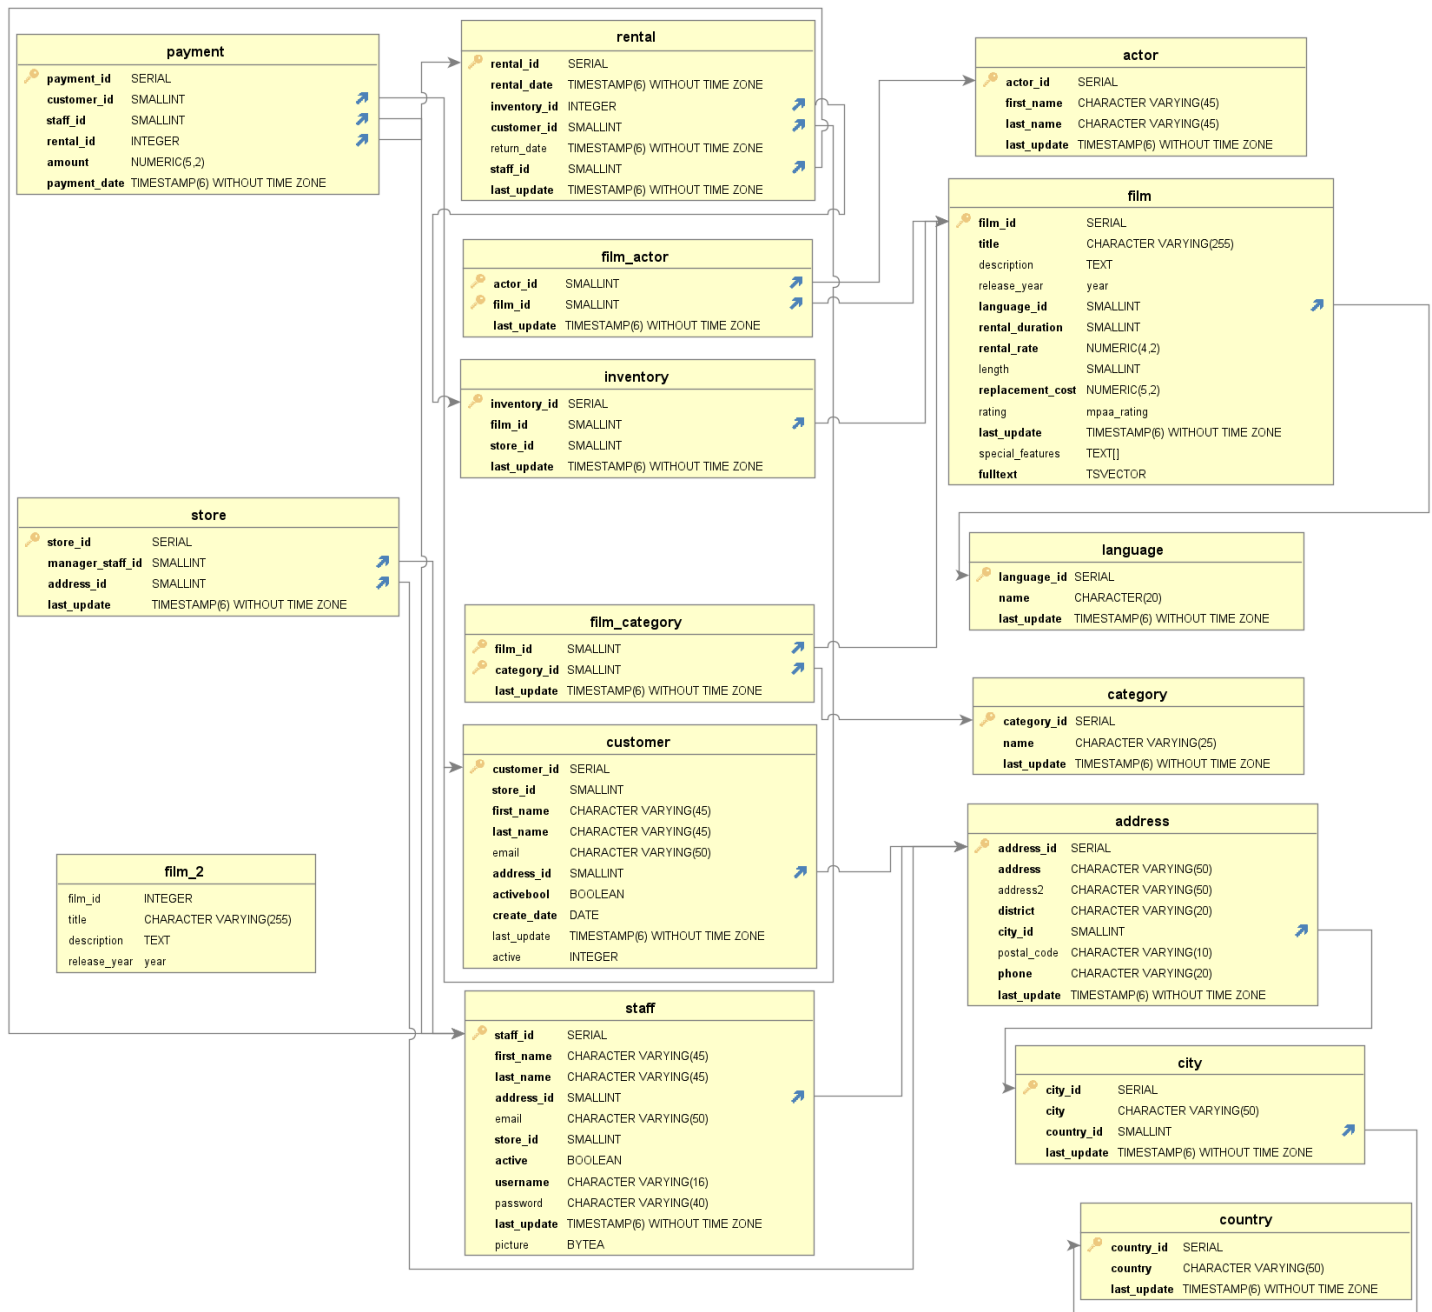 payment
payment_id SERIAL
customer_id SMALLINT
staff_id SMALLINT
rental_id INTEGER
amount NUMERIC(5,2)
payment_date TIMESTAMP(6) WITHOUT TIME ZONE
rental
rental_id SERIAL
rental_date TIMESTAMP(6) WITHOUT TIME ZONE
inventory_id INTEGER
customer_id SMALLINT
return_date TIMESTAMP(6) WITHOUT TIME ZONE
staff_id SMALLINT
last_update TIMESTAMP(6) WITHOUT TIME ZONE
actor
actor_id SERIAL
first_name CHARACTER VARYING(45)
last_name CHARACTER VARYING(45)
last_update TIMESTAMP(6) WITHOUT TIME ZONE
film
film_id SERIAL
title CHARACTER VARYING(255)
description TEXT
release_year year
language_id SMALLINT
rental_duration SMALLINT
rental_rate NUMERIC(4,2)
length SMALLINT
replacement_cost NUMERIC(5,2)
rating mpaa_rating
last_update TIMESTAMP(6) WITHOUT TIME ZONE
special_features TEXT[]
fulltext TSVECTOR
film_actor
actor_id SMALLINT
film_id SMALLINT
last_update TIMESTAMP(6) WITHOUT TIME ZONE
inventory
inventory_id SERIAL
film_id SMALLINT
store_id SMALLINT
last_update TIMESTAMP(6) WITHOUT TIME ZONE
store
store_id SERIAL
manager_staff_id SMALLINT
address_id SMALLINT
last_update TIMESTAMP(6) WITHOUT TIME ZONE
language
language_id SERIAL
name CHARACTER(20)
last_update TIMESTAMP(6) WITHOUT TIME ZONE
film_category
film_id SMALLINT
category_id SMALLINT
last_update TIMESTAMP(6) WITHOUT TIME ZONE
category
category_id SERIAL
name CHARACTER VARYING(25)
last_update TIMESTAMP(6) WITHOUT TIME ZONE
customer
customer_id SERIAL
store_id SMALLINT
first_name CHARACTER VARYING(45)
last_name CHARACTER VARYING(45)
email CHARACTER VARYING(50)
address_id SMALLINT
activebool BOOLEAN
create_date DATE
last_update TIMESTAMP(6) WITHOUT TIME ZONE
active INTEGER
address
address_id SERIAL
address CHARACTER VARYING(50)
address2 CHARACTER VARYING(50)
district CHARACTER VARYING(20)
city_id SMALLINT
postal_code CHARACTER VARYING(10)
phone CHARACTER VARYING(20)
last_update TIMESTAMP(6) WITHOUT TIME ZONE
film_2
film_id INTEGER
title CHARACTER VARYING(255)
description TEXT
release_year year
staff
staff_id SERIAL
first_name CHARACTER VARYING(45)
last_name CHARACTER VARYING(45)
address_id SMALLINT
email CHARACTER VARYING(50)
store_id SMALLINT
active BOOLEAN
username CHARACTER VARYING(16)
password CHARACTER VARYING(40)
last_update TIMESTAMP(6) WITHOUT TIME ZONE
picture BYTEA
city
city_id SERIAL
city CHARACTER VARYING(50)
country_id SMALLINT
last_update TIMESTAMP(6) WITHOUT TIME ZONE
country
country_id SERIAL
country CHARACTER VARYING(50)
last_update TIMESTAMP(6) WITHOUT TIME ZONE